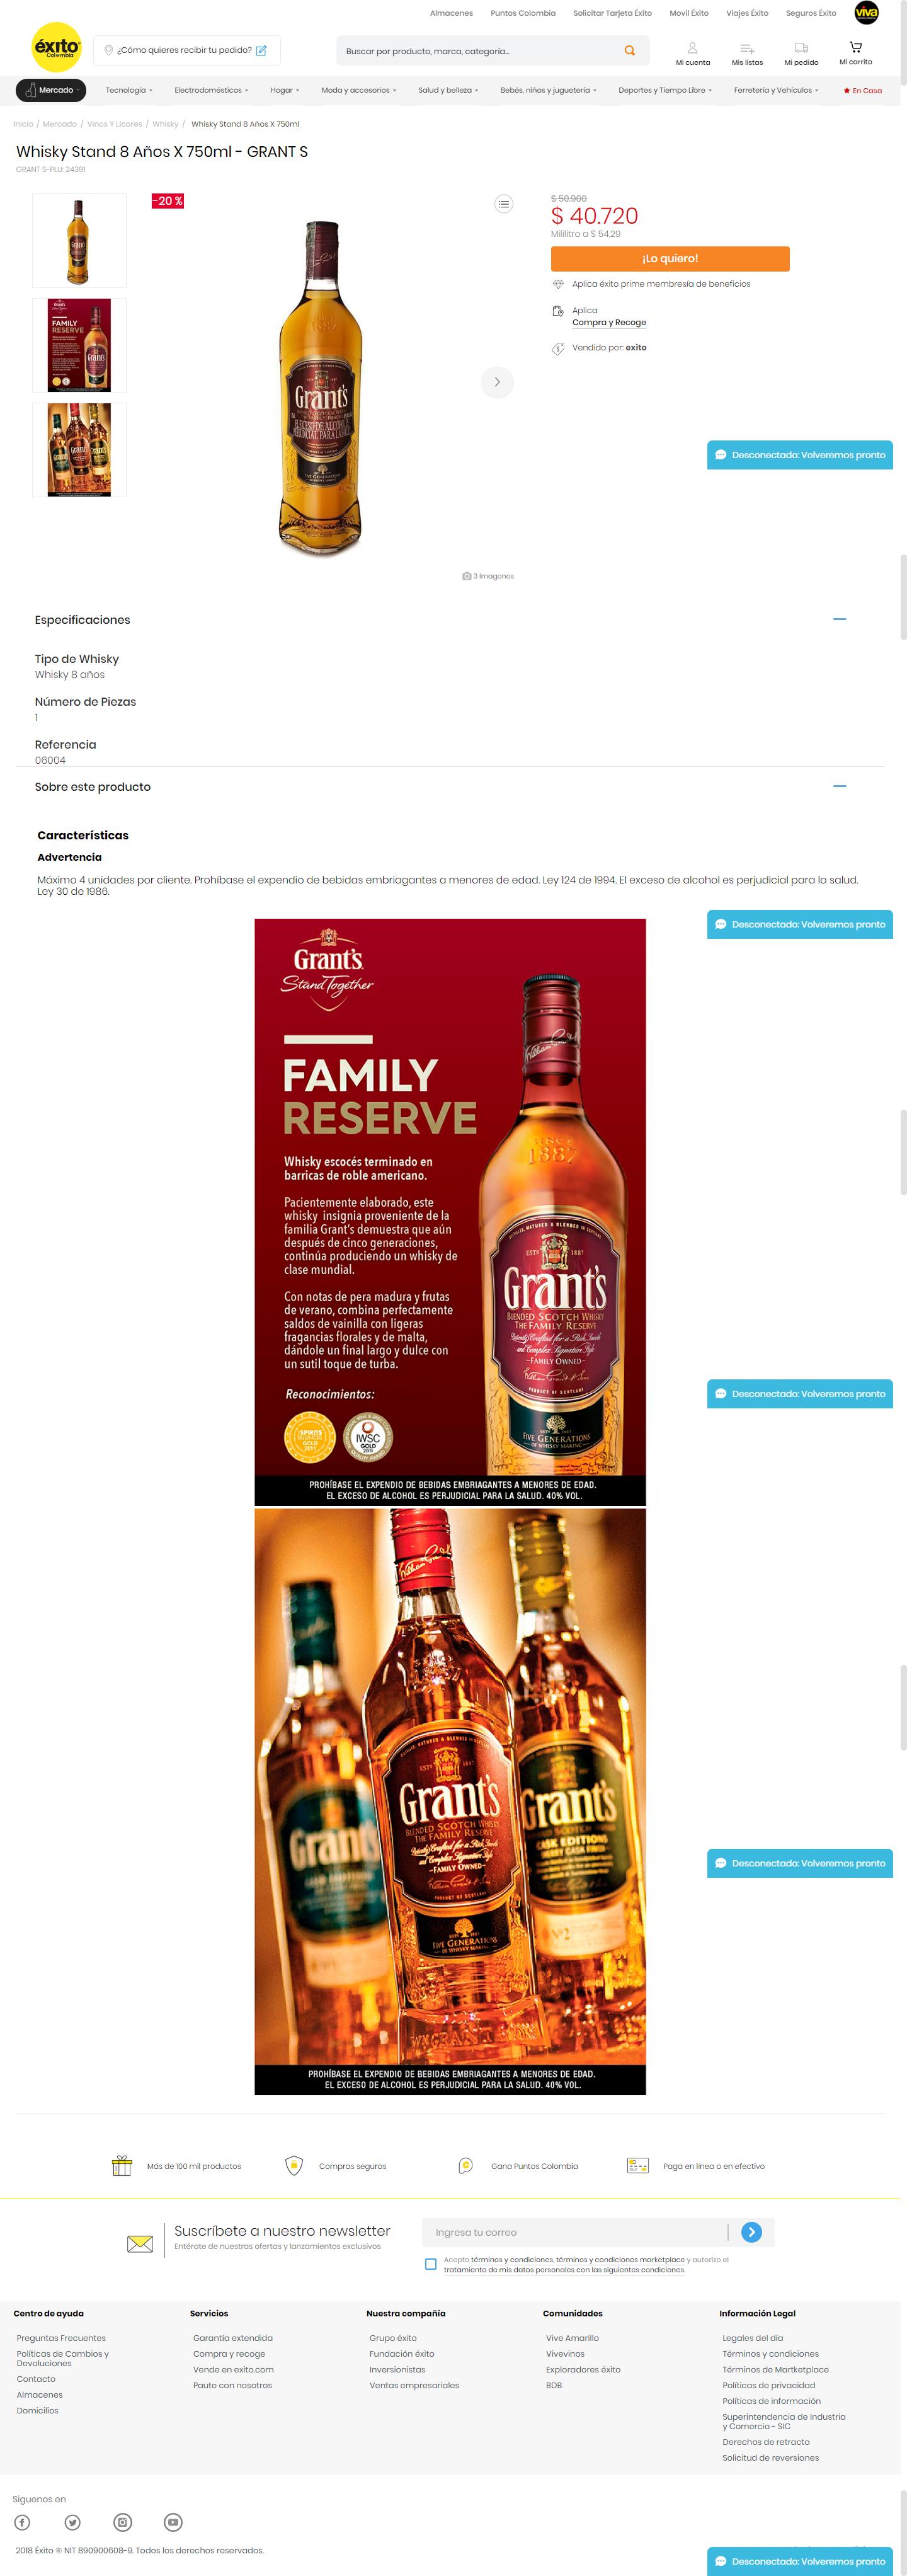 Almacenes Puntos Colombia Solicitar Tarjeta Éxito Movil Éxito Viajes Éxito Seguros Éxito viva
éxito
Colombia
¿Cómo quieres recibir tu pedido?
Buscar por producto, marca, categoría...
Mi cuenta Mis listas Mi pedido Mi carrito
Mercado Tecnología Electrodomésticos Hogar Moda y accesorios Salud y belleza Bebés, niños y juguetería Deportes y Tiempo Libre Ferretería y Vehículos En Casa
Inicio / Mercado / Vinos Y Licores / Whisky / Whisky Stand 8 Años X 750ml
Whisky Stand 8 Años X 750ml - GRANT S
GRANT S-PLU: 24391
-20 %
Grant's
$ 50.900
$ 40.720
Mililitro a $ 54,29
¡Lo quiero!
Aplica éxito prime membresía de beneficios
Aplica
Compra y Recoge
Vendido por: exito
Desconectado: Volveremos pronto
3 Imagenes
Especificaciones
Tipo de Whisky
Whisky 8 años
Número de Piezas
1
Referencia
06004
Sobre este producto
Características
Advertencia
Máximo 4 unidades por cliente. Prohíbase el expendio de bebidas embriagantes a menores de edad. Ley 124 de 1994. El exceso de alcohol es perjudicial para la salud.
Ley 30 de 1986.
Desconectado: Volveremos pronto
Grant's
Stand Together
FAMILY
RESERVE
Whisky escocés terminado en
barricas de roble americano.
Pacientemente elaborado, este
whisky insignia proveniente de la
familia Grant's demuestra que aún
después de cinco generaciones,
continúa produciendo un whisky de
clase mundial.
Con notas de pera madura y frutas
de verano, combina perfectamente
saldos de vainilla con ligeras
fragancias florales y de malta,
dándole un final largo y dulce con
un sutil toque de turba.
Reconocimientos:
SPIRITS
GOLD
IWSC
GOLD
SINCE
1887
ESTD 1887
Grant's
BLENDED SCOTCH WHISKY
THE FAMILY RESERVE
-FAMILY OWNED-
PRODUCT OF SCOTLAND
FIVE GENERATIONS
OF WHISKY MAKING
Desconectado: Volveremos pronto
PROHÍBASE EL EXPENDIO DE BEBIDAS EMBRIAGANTES A MENORES DE EDAD.
EL EXCESO DE ALCOHOL ES PERJUDICIAL PARA LA SALUD. 40% VOL.
Grant's
Grant's
BLENDED SCOTCH WHISKY
THE FAMILY RESERVE
-FAMILY OWNED-
FIVE GENERATIONS
Grant's
CASK EDITIONS
Desconectado: Volveremos pronto
PROHÍBASE EL EXPENDIO DE BEBIDAS EMBRIAGANTES A MENORES DE EDAD.
EL EXCESO DE ALCOHOL ES PERJUDICIAL PARA LA SALUD. 40% VOL.
Más de 100 mil productos Compras seguras Gana Puntos Colombia Paga en línea o en efectivo
Suscríbete a nuestro newsletter
Entérate de nuestras ofertas y lanzamientos exclusivos
Ingresa tu correo
Acepto términos y condiciones, términos y condiciones marketplace y autorizo el
tratamiento de mis datos personales con las siguientes condiciones.
Centro de ayuda
Preguntas Frecuentes
Políticas de Cambios y
Devoluciones
Contacto
Almacenes
Domicilios
Servicios
Garantía extendida
Compra y recoge
Vende en exito.com
Paute con nosotros
Nuestra compañía
Grupo éxito
Fundación éxito
Inversionistas
Ventas empresariales
Comunidades
Vive Amarillo
Vivevinos
Exploradores éxito
BDB
Información Legal
Legales del día
Términos y condiciones
Términos de Martketplace
Políticas de privacidad
Políticas de información
Superintendencia de Industria
y Comercio - SIC
Derechos de retracto
Solicitud de reversiones
Síguenos en
2018 Éxito ® NIT 890900608-9. Todos los derechos reservados.
Desconectado: Volveremos pronto